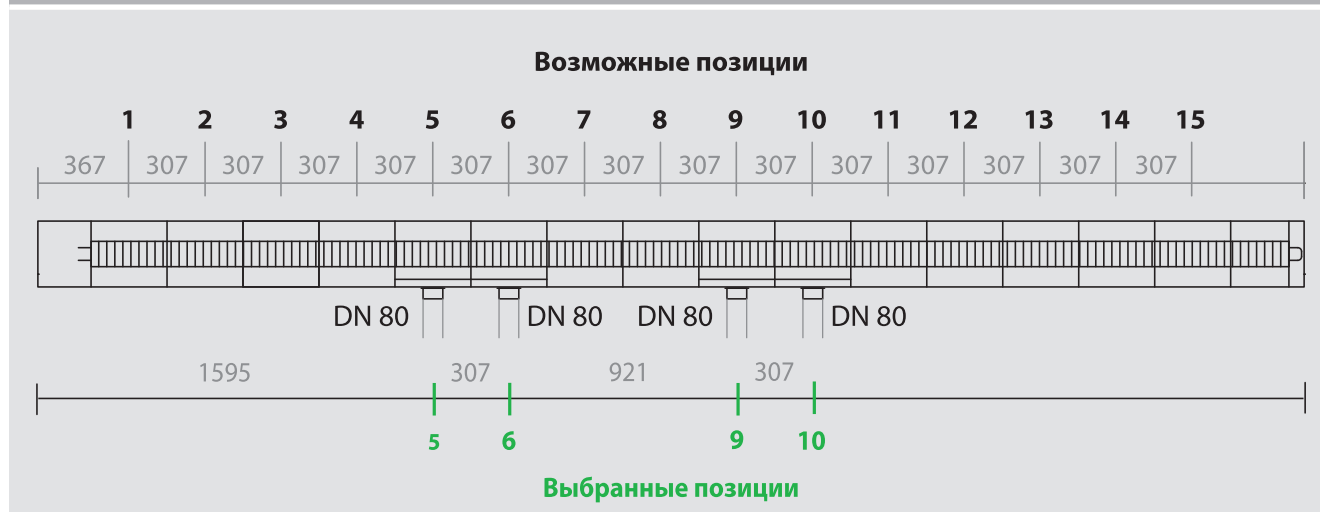 Возможные позиции
1 2 3 4 5 6 7 8 9 10 11 12 13 14 15
367 307 307 307 307 307 307 307 307 307 307 307 307 307 307
DN 80 DN 80 DN 80 DN 80
1595 307 921 307
5 6 9 10
Выбранные позиции